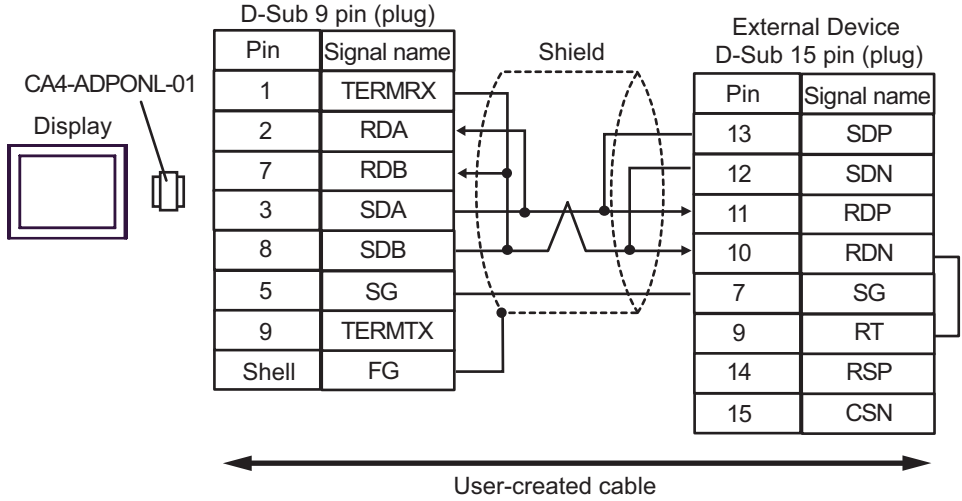 D-Sub 9 pin (plug)
Pin Signal name
1 TERMRX
2 RDA
7 RDB
3 SDA
8 SDB
5 SG
9 TERMTX
Shell FG
CA4-ADPONL-01
Display
Shield
External Device
D-Sub 15 pin (plug)
Pin Signal name
13 SDP
12 SDN
11 RDP
10 RDN
7 SG
9 RT
14 RSP
15 CSN
User-created cable